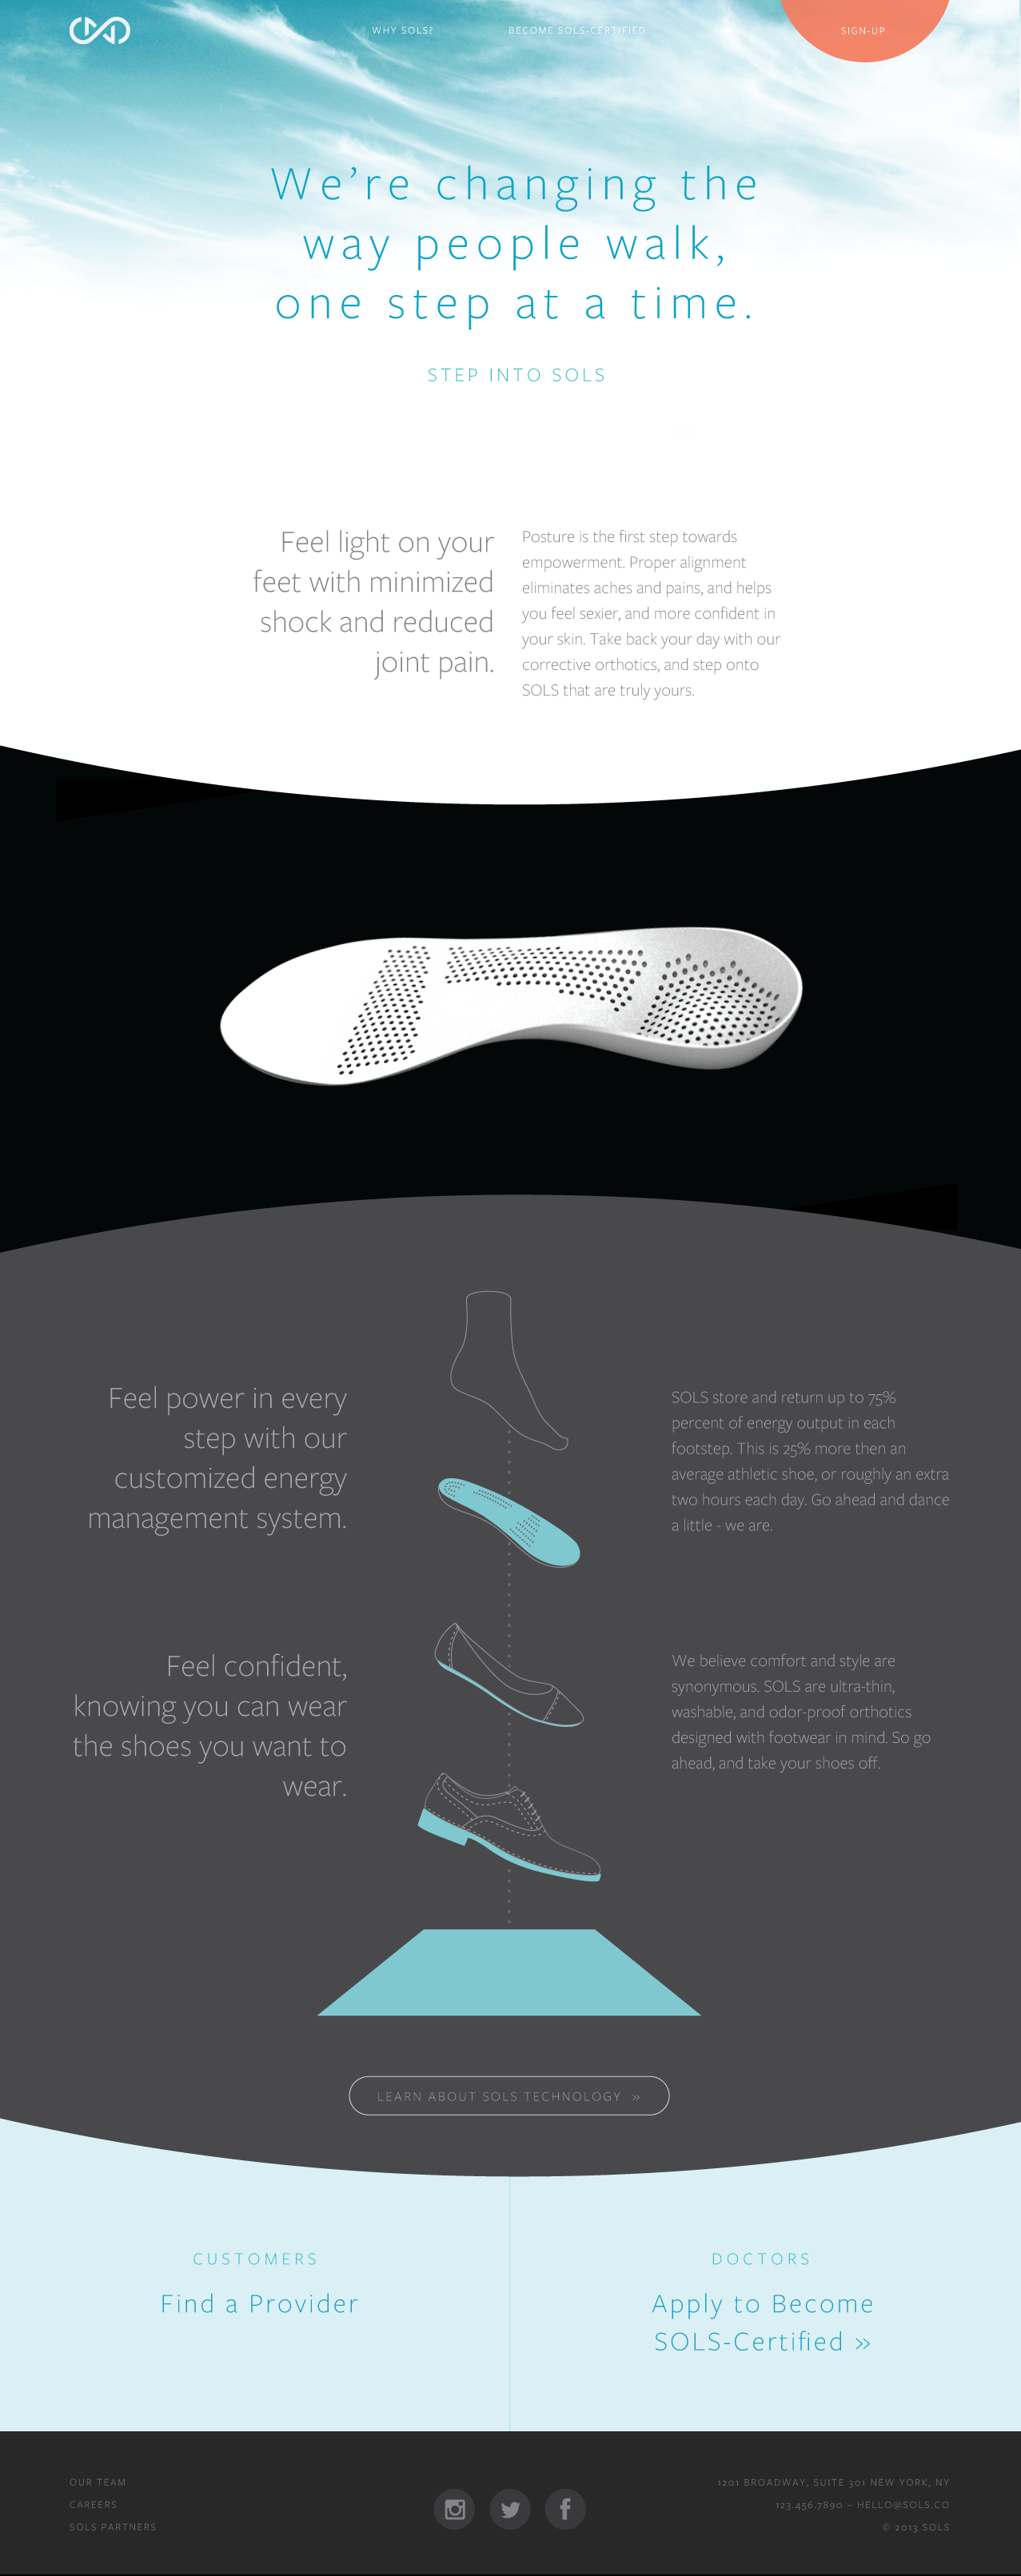 WHY SOLS?
BECOME SOLS-CERTIFIED
SIGN-UP
We're changing the
way people walk,
one step at a time.
STEP INTO SOLS
Feel light on your
feet with minimized
shock and reduced
joint pain.
Posture is the first step towards
empowerment. Proper alignment
eliminates aches and pains, and helps
you feel sexier, and more confident in
your skin. Take back your day with our
corrective orthotics, and step onto
SOLS that are truly yours.
Feel power in every
step with our
customized energy
management system.
SOLS store and return up to 75%
percent of energy output in each
footstep. This is 25% more then an
average athletic shoe, or roughly an extra
two hours each day. Go ahead and dance
a little - we are.
Feel confident,
knowing you can wear
the shoes you want to
wear.
We believe comfort and style are
synonymous. SOLS are ultra-thin,
washable, and odor-proof orthotics
designed with footwear in mind. So go
ahead, and take your shoes off.
LEARN ABOUT SOLS TECHNOLOGY »
CUSTOMERS
Find a Provider
DOCTORS
Apply to Become
SOLS-Certified »
OUR TEAM
CAREERS
SOLS PARTNERS
1201 BROADWAY, SUITE 301 NEW YORK, NY
123.456.7890 – HELLO@SOLS.CO
© 2013 SOLS